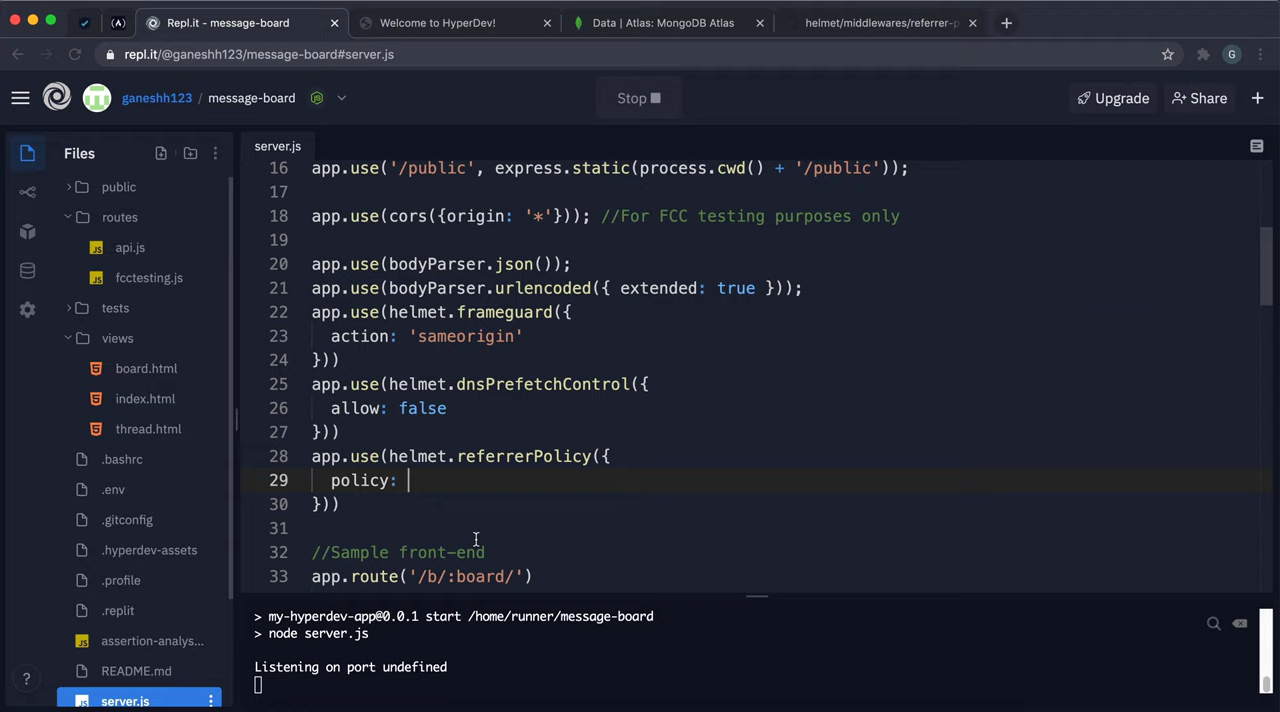 Repl.it - message-board
Welcome to HyperDev!
Data | Atlas: MongoDB Atlas
helmet/middlewares/referrer-p
repl.it/@ganeshh123/message-board#server.js
G
ganeshh123 / message-board
Stop
Upgrade
Share
Files
server.js
public
routes
JS api.js
JS fcctesting.js
tests
views
5 board.html
5 index.html
5 thread.html
.bashrc
.env
.gitconfig
.hyperdev-assets
.profile
.replit
JS assertion-analys...
README.md
JS server.js
?
16 app.use('/public', express.static(process.cwd() + '/public'));
17
18 app.use(cors({origin: '*'})); //For FCC testing purposes only
19
20 app.use(bodyParser.json());
21 app.use(bodyParser.urlencoded({ extended: true }));
22 app.use(helmet.frameguard({
23 action: 'sameorigin'
24 }))
25 app.use(helmet.dnsPrefetchControl({
26 allow: false
27 }))
28 app.use(helmet.referrerPolicy({
29 policy:
30 }))
31
32 //Sample front-end
33 app.route('/b/:board/')
> my-hyperdev-app@0.0.1 start /home/runner/message-board
> node server.js
Listening on port undefined